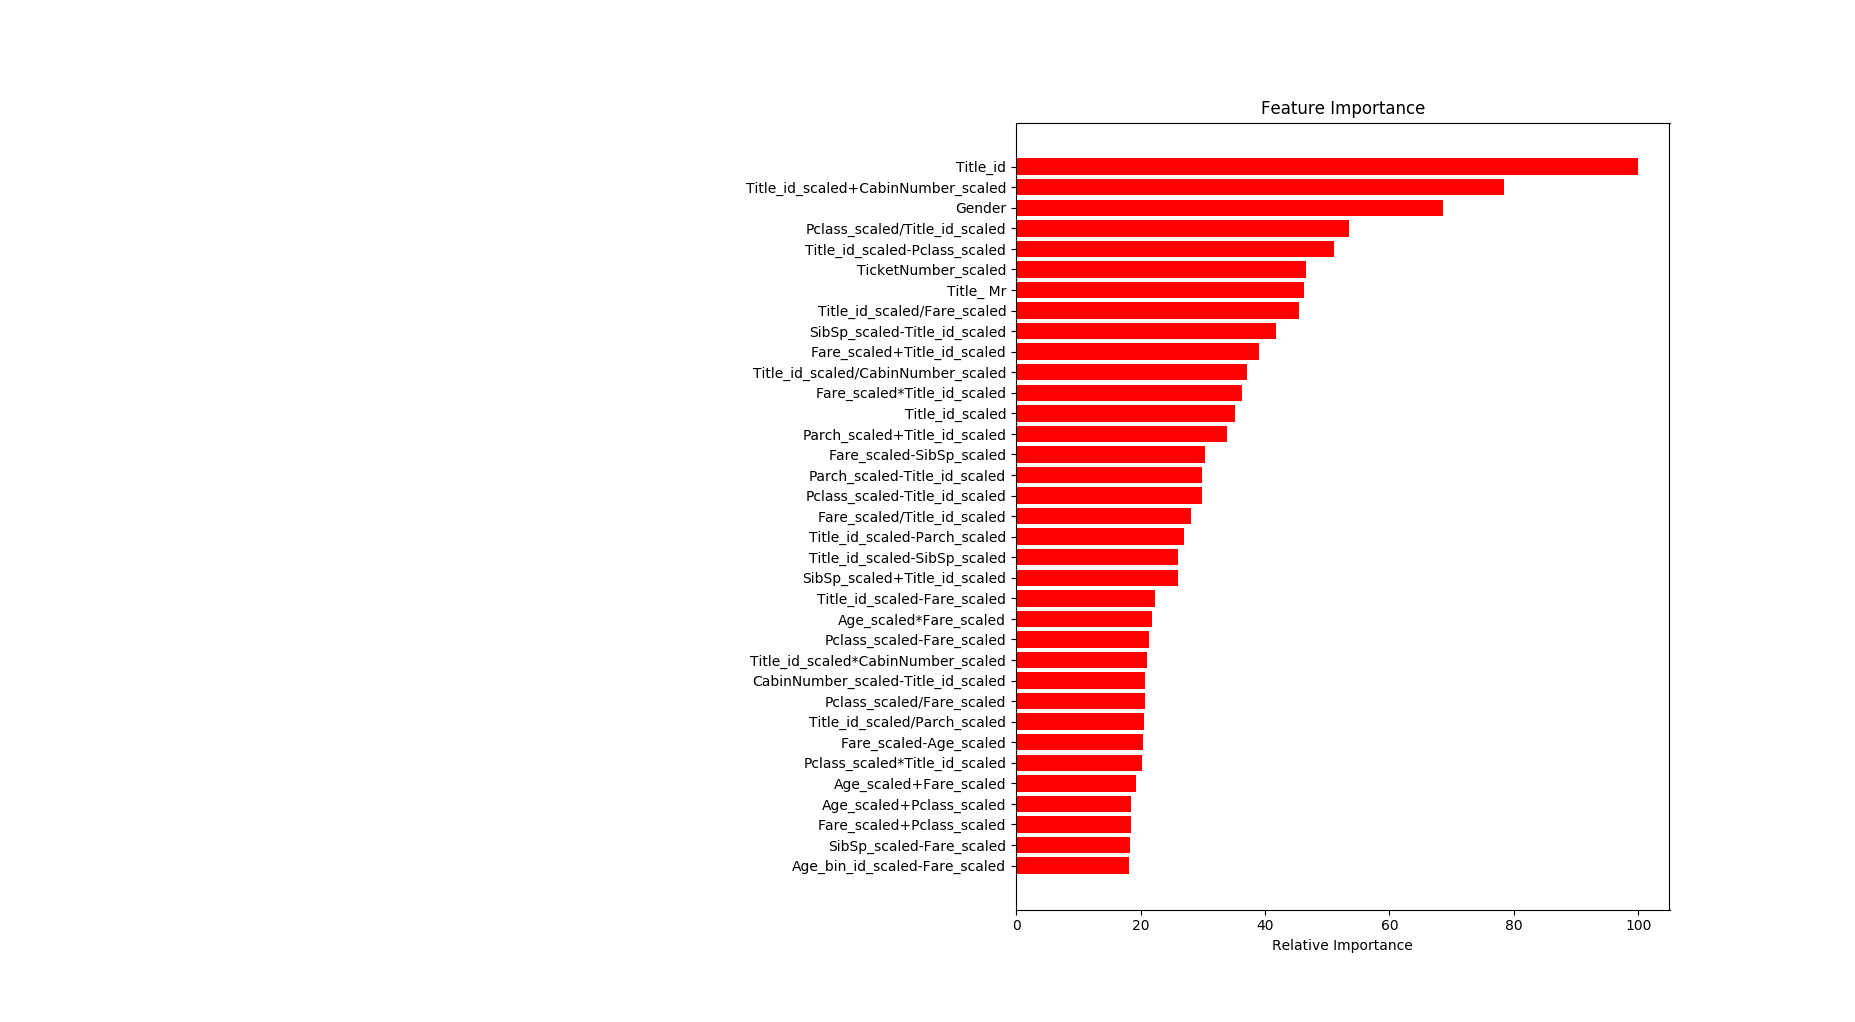 Feature Importance
Title_id
Title_id_scaled+CabinNumber_scaled
Gender
Pclass_scaled/Title_id_scaled
Title_id_scaled-Pclass_scaled
TicketNumber_scaled
Title_ Mr
Title_id_scaled/Fare_scaled
SibSp_scaled-Title_id_scaled
Fare_scaled+Title_id_scaled
Title_id_scaled/CabinNumber_scaled
Fare_scaled*Title_id_scaled
Title_id_scaled
Parch_scaled+Title_id_scaled
Fare_scaled-SibSp_scaled
Parch_scaled-Title_id_scaled
Pclass_scaled-Title_id_scaled
Fare_scaled/Title_id_scaled
Title_id_scaled-Parch_scaled
Title_id_scaled-SibSp_scaled
SibSp_scaled+Title_id_scaled
Title_id_scaled-Fare_scaled
Age_scaled*Fare_scaled
Pclass_scaled-Fare_scaled
Title_id_scaled*CabinNumber_scaled
CabinNumber_scaled-Title_id_scaled
Pclass_scaled/Fare_scaled
Title_id_scaled/Parch_scaled
Fare_scaled-Age_scaled
Pclass_scaled*Title_id_scaled
Age_scaled+Fare_scaled
Age_scaled+Pclass_scaled
Fare_scaled+Pclass_scaled
SibSp_scaled-Fare_scaled
Age_bin_id_scaled-Fare_scaled
0 20 40 60 80 100
Relative Importance